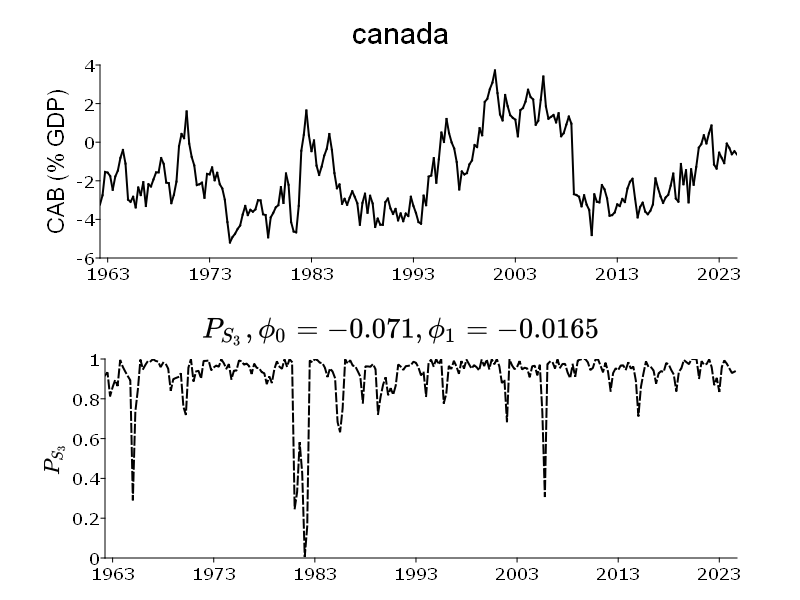 canada
CAB (% GDP)
4
2
0
-2
-4
-6
1963 1973 1983 1993 2003 2013 2023
P_{S_3}, ϕ_0 = −0.071, ϕ_1 = −0.0165
P_{S_3}
1
0.8
0.6
0.4
0.2
0
1963 1973 1983 1993 2003 2013 2023